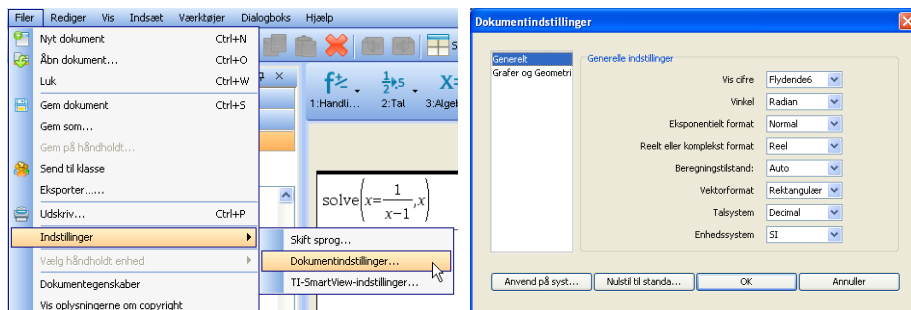 Filer Rediger Vis Indsæt Værktøjer Dialogboks Hjælp
Nyt dokument Ctrl+N
Åbn dokument... Ctrl+O
Luk Ctrl+W
Gem dokument Ctrl+S
Gem som...
Gem på håndholdt...
Send til klasse
Eksporter......
Udskriv... Ctrl+P
Indstillinger
Vælg håndholdt enhed
Dokumentegenskaber
Vis oplysningerne om copyright
1:Handli... 2:Tal 3:Algel
solve(x=1/(x-1),x)
Skift sprog...
Dokumentindstillinger...
TI-SmartView-indstillinger...
Dokumentindstillinger
Generelt
Grafer og Geometri
Generelle indstillinger
Vis cifre Flydende6
Vinkel Radian
Eksponentielt format Normal
Reelt eller komplekst format Reel
Beregningstilstand: Auto
Vektorformat Rektangulær
Talsystem Decimal
Enhedssystem SI
Anvend på syst... Nulstil til standa... OK Annuller